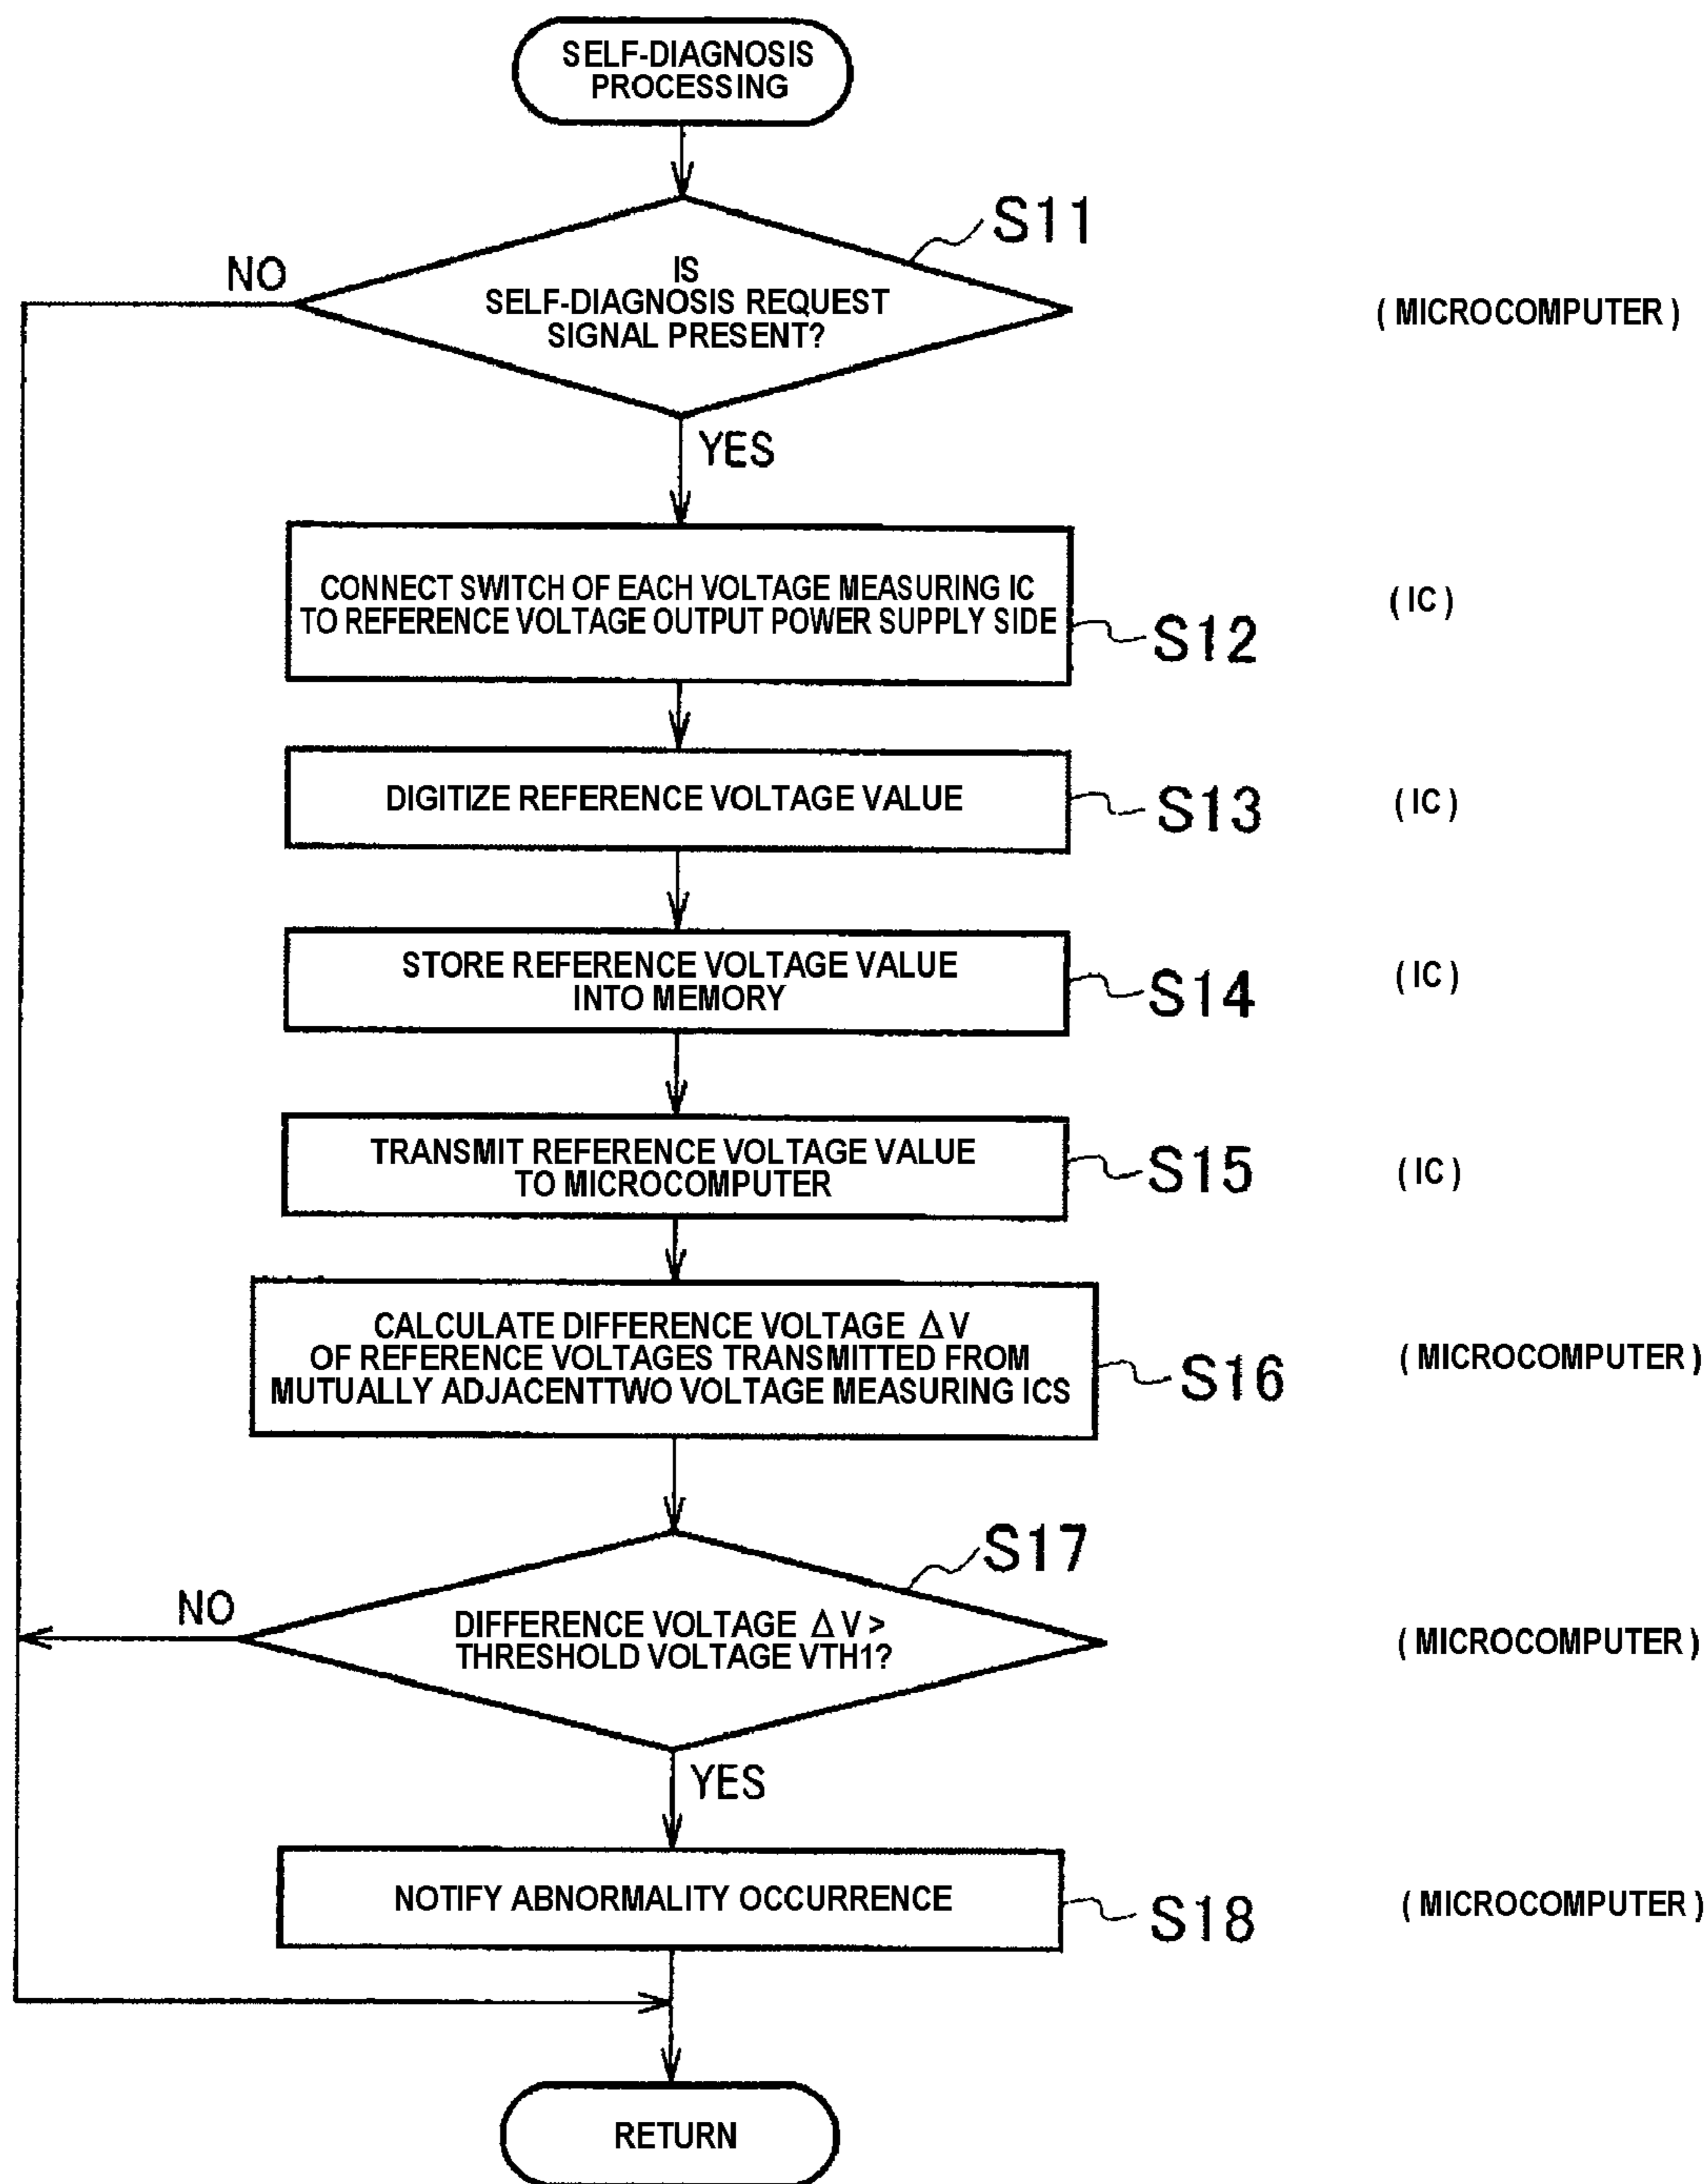 SELF-DIAGNOSIS
PROCESSING
S11
NO
IS
SELF-DIAGNOSIS REQUEST
SIGNAL PRESENT?
(MICROCOMPUTER)
YES
CONNECT SWITCH OF EACH VOLTAGE MEASURING IC
TO REFERENCE VOLTAGE OUTPUT POWER SUPPLY SIDE
S12
(IC)
DIGITIZE REFERENCE VOLTAGE VALUE
S13
(IC)
STORE REFERENCE VOLTAGE VALUE
INTO MEMORY
S14
(IC)
TRANSMIT REFERENCE VOLTAGE VALUE
TO MICROCOMPUTER
S15
(IC)
CALCULATE DIFFERENCE VOLTAGE ΔV
OF REFERENCE VOLTAGES TRANSMITTED FROM
MUTUALLY ADJACENTTWO VOLTAGE MEASURING ICS
S16
(MICROCOMPUTER)
S17
NO
DIFFERENCE VOLTAGE ΔV >
THRESHOLD VOLTAGE VTH1?
(MICROCOMPUTER)
YES
NOTIFY ABNORMALITY OCCURRENCE
S18
(MICROCOMPUTER)
RETURN